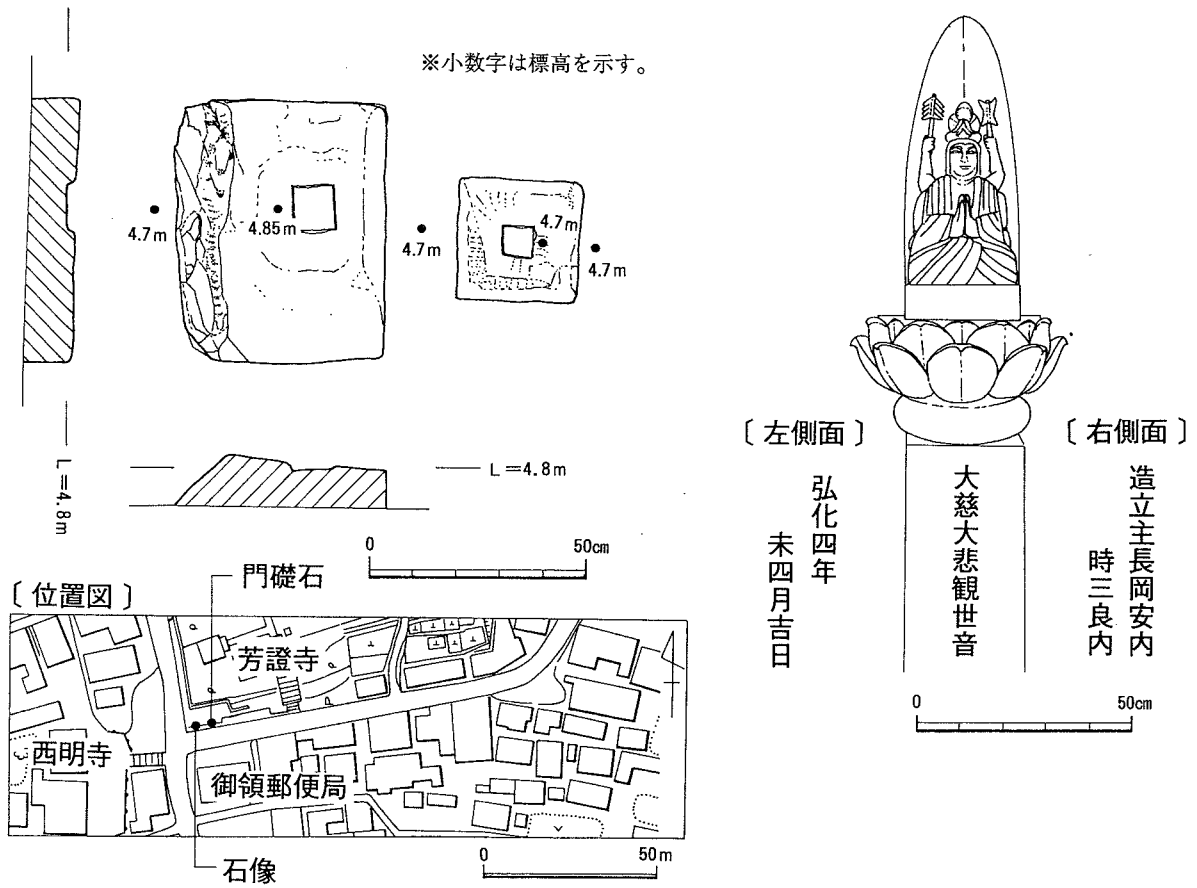 ※小数字は標高を示す。
4.7m
4.85m
4.7m
4.7m
4.7m
L=4.8m
L=4.8m
0 50cm
〔位置図〕
門礎石
芳證寺
西明寺
御領郵便局
石像
0 50m
〔左側面〕
弘化四年
未四月吉日
大慈大悲観世音
〔右側面〕
造立主長岡安内
時三良内
0 50cm